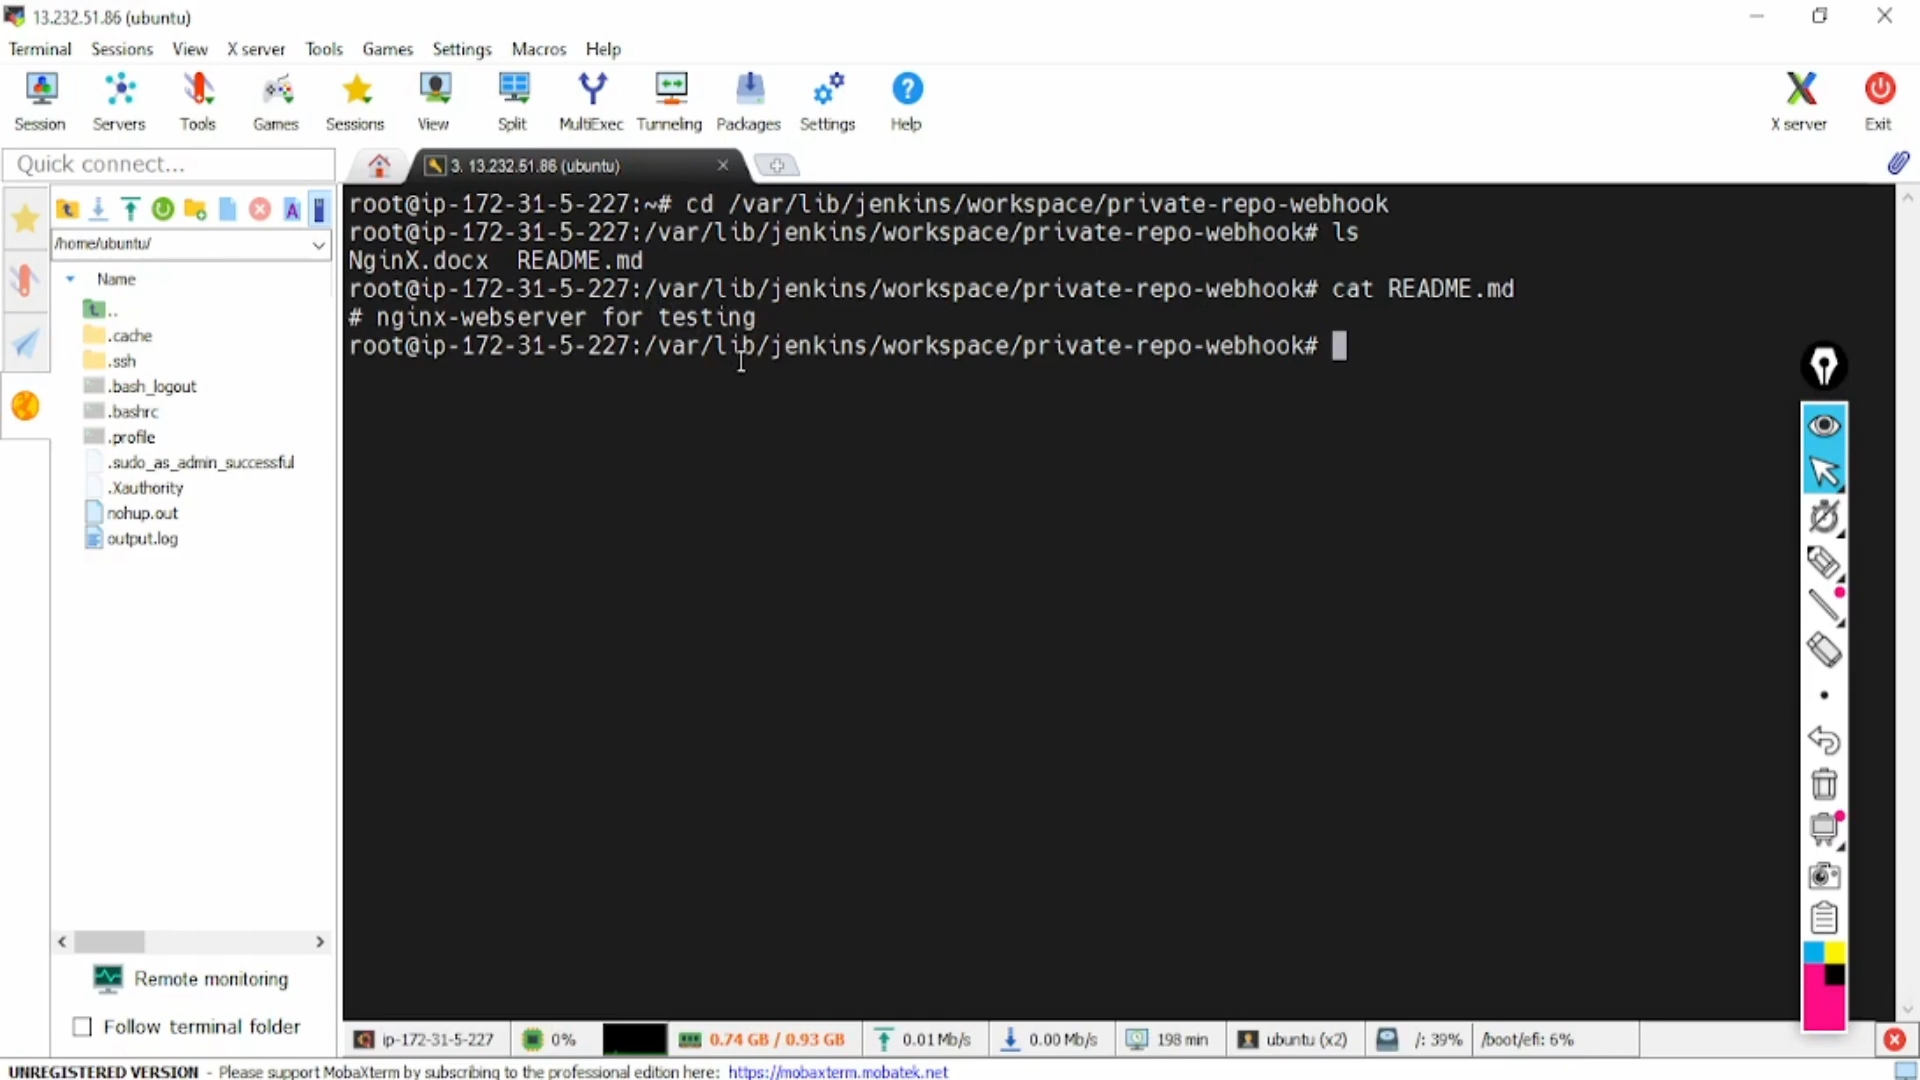 13.232.51.86 (ubuntu)
Terminal Sessions View X server Tools Games Settings Macros Help
Session Servers Tools Games Sessions View Split MultiExec Tunneling Packages Settings Help X server Exit
Quick connect...
3. 13.232.51.86 (ubuntu)
/home/ubuntu/
Name
..
.cache
.ssh
.bash_logout
.bashrc
.profile
.sudo_as_admin_successful
.Xauthority
nohup.out
output.log
Remote monitoring
Follow terminal folder
root@ip-172-31-5-227:~# cd /var/lib/jenkins/workspace/private-repo-webhook
root@ip-172-31-5-227:/var/lib/jenkins/workspace/private-repo-webhook# ls
NginX.docx README.md
root@ip-172-31-5-227:/var/lib/jenkins/workspace/private-repo-webhook# cat README.md
# nginx-webserver for testing
root@ip-172-31-5-227:/var/lib/jenkins/workspace/private-repo-webhook#
ip-172-31-5-227 0% 0.74 GB / 0.93 GB 0.01 Mb/s 0.00 Mb/s 198 min ubuntu (x2) /: 39% /boot/efi: 6%
UNREGISTERED VERSION - Please support MobaXterm by subscribing to the professional edition here: https://mobaxterm.mobatek.net